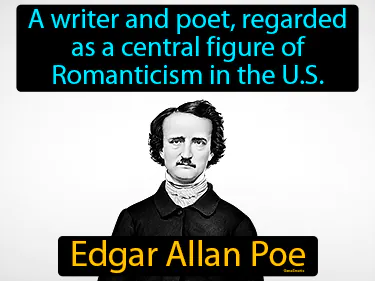 A writer and poet, regarded
as a central figure of
Romanticism in the U.S.
Edgar Allan Poe